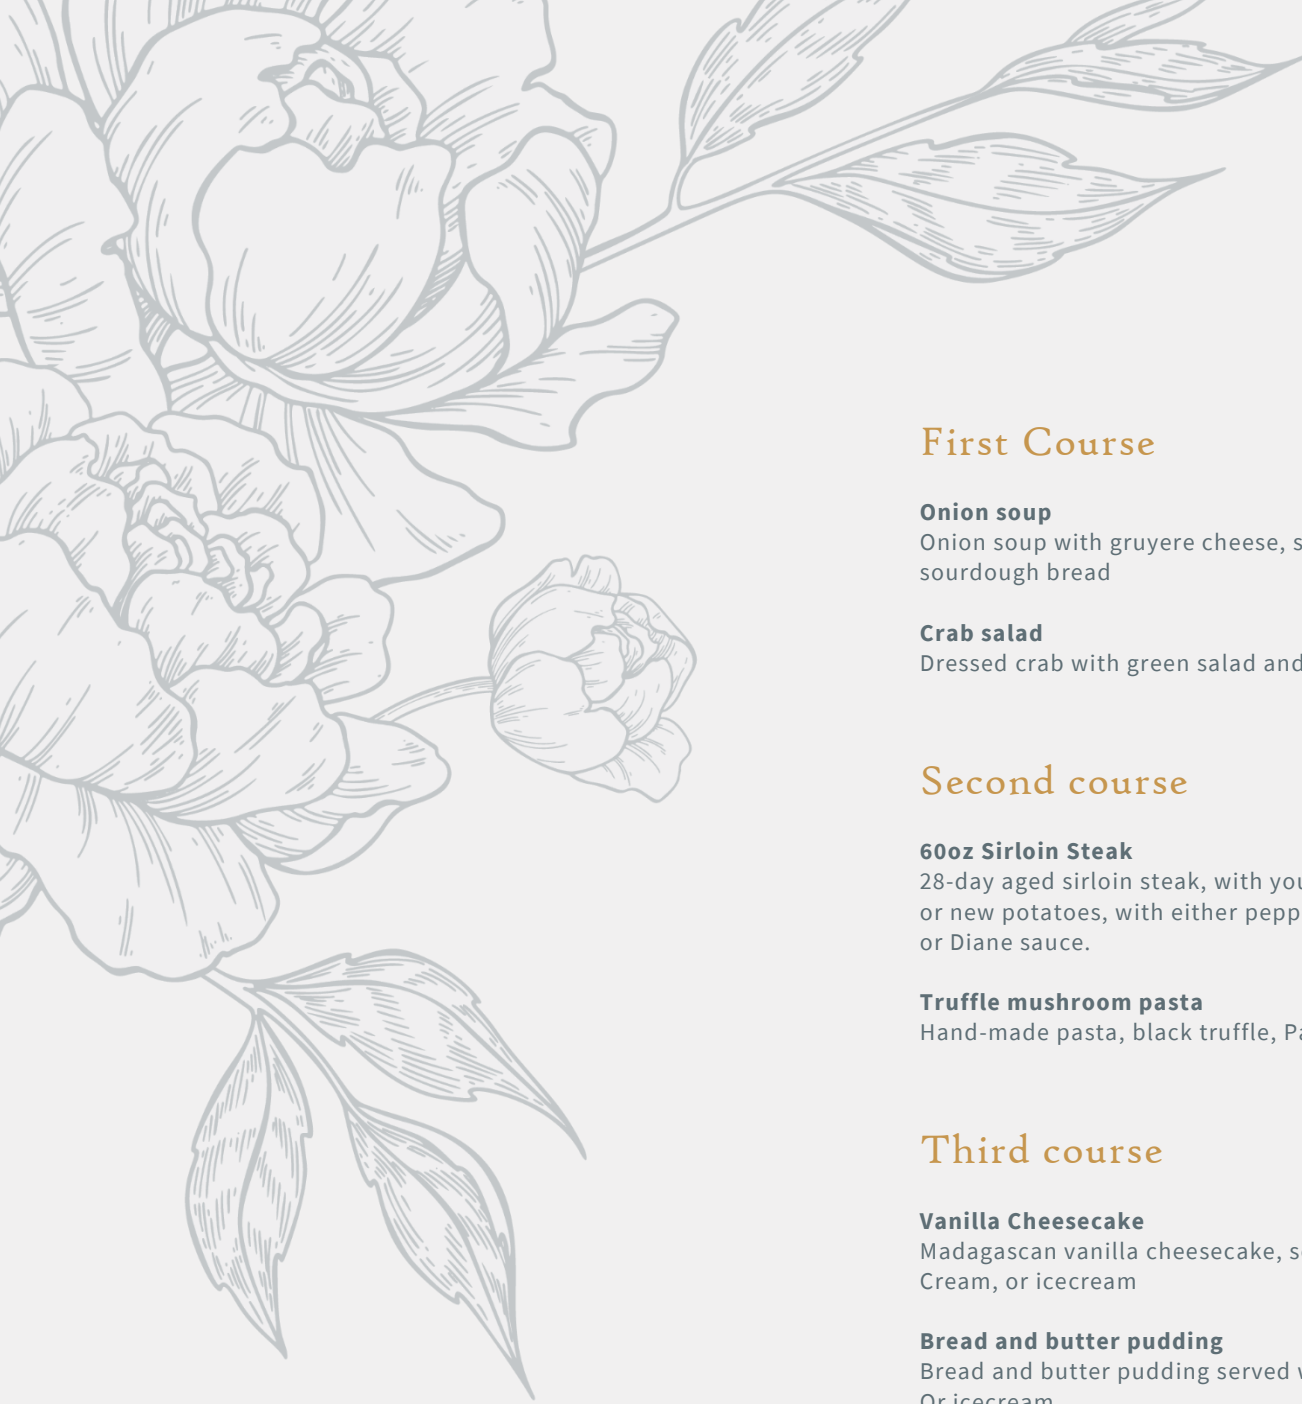 First Course
Onion soup
Onion soup with gruyere cheese,
sourdough bread
Crab salad
Dressed crab with green salad and
Second course
60oz Sirloin Steak
28-day aged sirloin steak, with
or new potatoes, with either
or Diane sauce.
Truffle mushroom pasta
Hand-made pasta, black truffle,
Third course
Vanilla Cheesecake
Madagascan vanilla cheesecake,
Cream, or icecream
Bread and butter pudding
Bread and butter pudding served
Or icecream